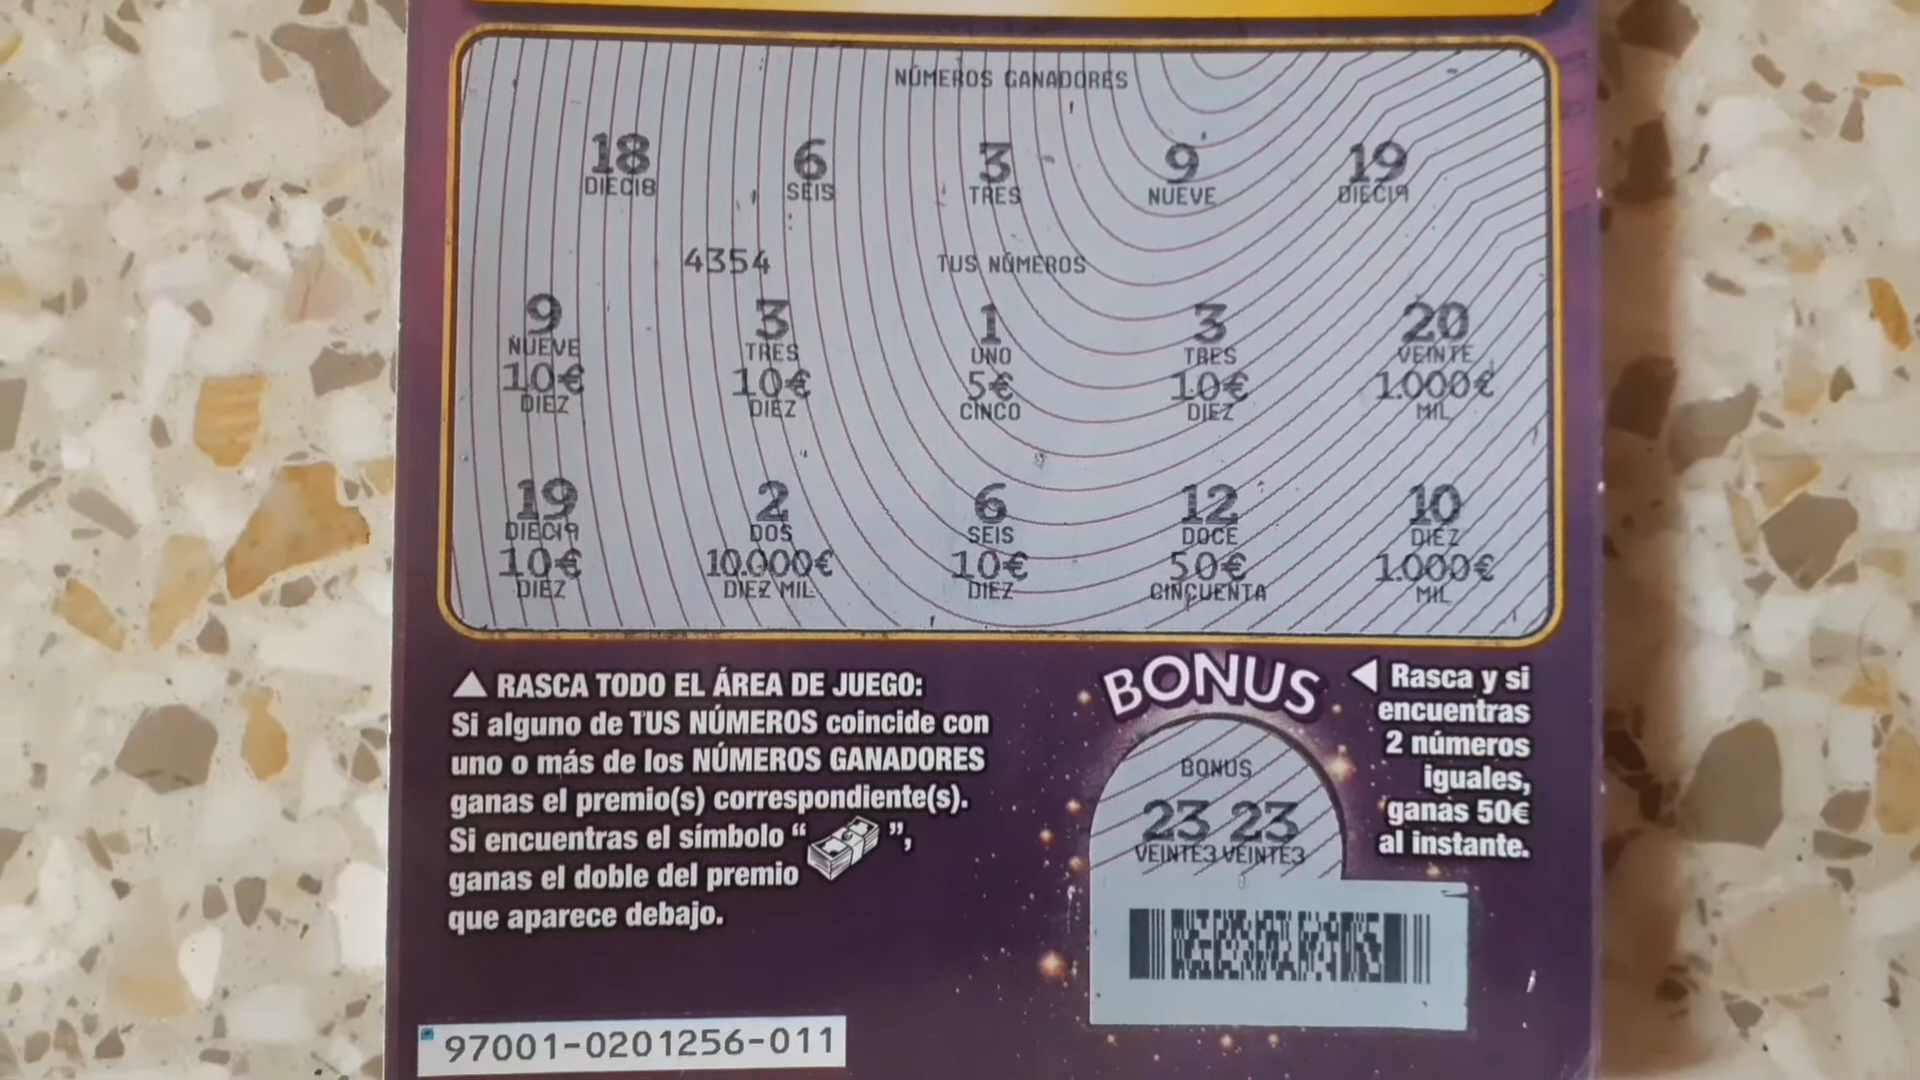 NÚMEROS GANADORES
18 6 3 9 19
DIECI8 SEIS TRES NUEVE DIECI9
4354 TUS NÚMEROS
9 3 1 3 20
NUEVE TRES UNO TRES VEINTE
10€ 10€ 5€ 10€ 1.000€
DIEZ DIEZ CINCO DIEZ MIL
19 2 6 12 10
DIECI9 DOS SEIS DOCE DIEZ
10€ 10.000€ 10€ 50€ 1.000€
DIEZ DIEZ MIL DIEZ CINCUENTA MIL
▲ RASCA TODO EL ÁREA DE JUEGO:
Si alguno de TUS NÚMEROS coincide con
uno o más de los NÚMEROS GANADORES
ganas el premio(s) correspondiente(s).
Si encuentras el símbolo “ ”,
ganas el doble del premio
que aparece debajo.
BONUS
◀ Rasca y si
encuentras
2 números
iguales,
ganas 50€
al instante.
BONUS
23 23
VEINTE3 VEINTE3
97001-0201256-011